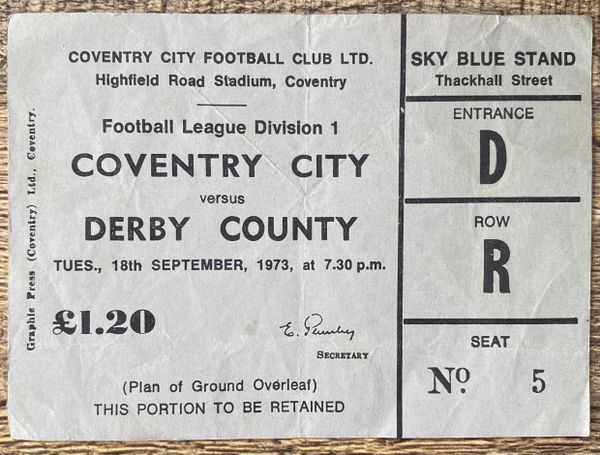 COVENTRY CITY FOOTBALL CLUB LTD.
Highfield Road Stadium, Coventry
Football League Division 1
COVENTRY CITY
versus
DERBY COUNTY
TUES., 18th SEPTEMBER, 1973, at 7.30 p.m.
£1.20
SECRETARY
(Plan of Ground Overleaf)
THIS PORTION TO BE RETAINED
Graphic Press (Coventry) Ltd., Coventry.
SKY BLUE STAND
Thackhall Street
ENTRANCE
D
ROW
R
SEAT
No. 5